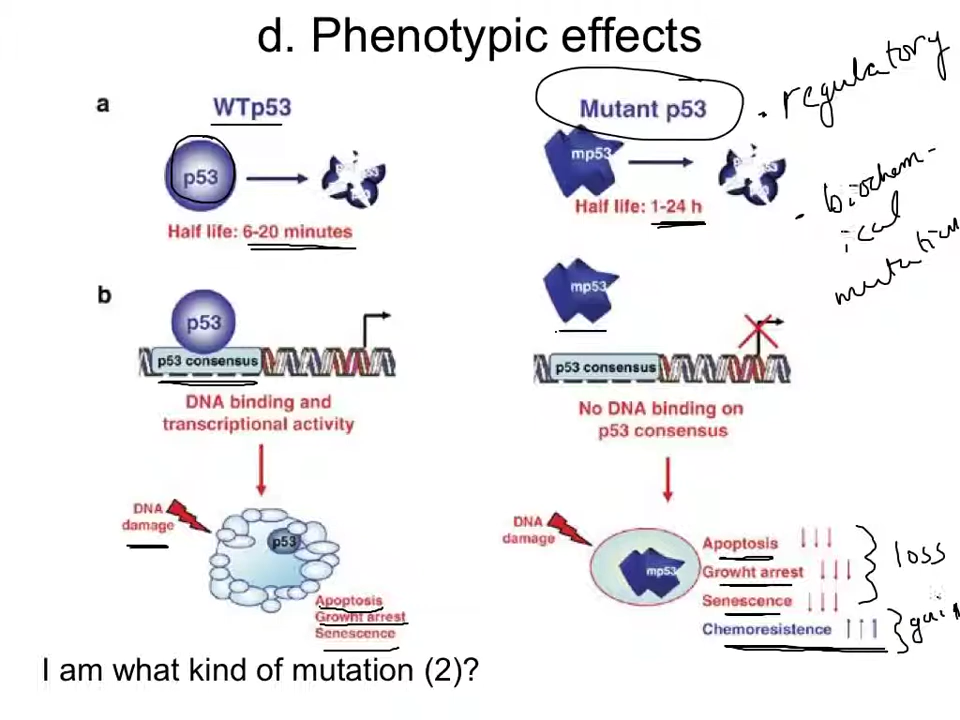 d. Phenotypic effects
a
WTp53
p53
Half life: 6-20 minutes
Mutant p53
mp53
Half life: 1-24 h
. regulatory
. biochem-
ical
mutation
b
p53
p53 consensus
DNA binding and
transcriptional activity
DNA
damage
p53
Apoptosis
Growht arrest
Senescence
mp53
p53 consensus
No DNA binding on
p53 consensus
DNA
damage
mp53
Apoptosis ↓↓↓
Growht arrest ↓↓↓
Senescence ↓↓↓
Chemoresistence ↑↑↑
loss
gain
I am what kind of mutation (2)?